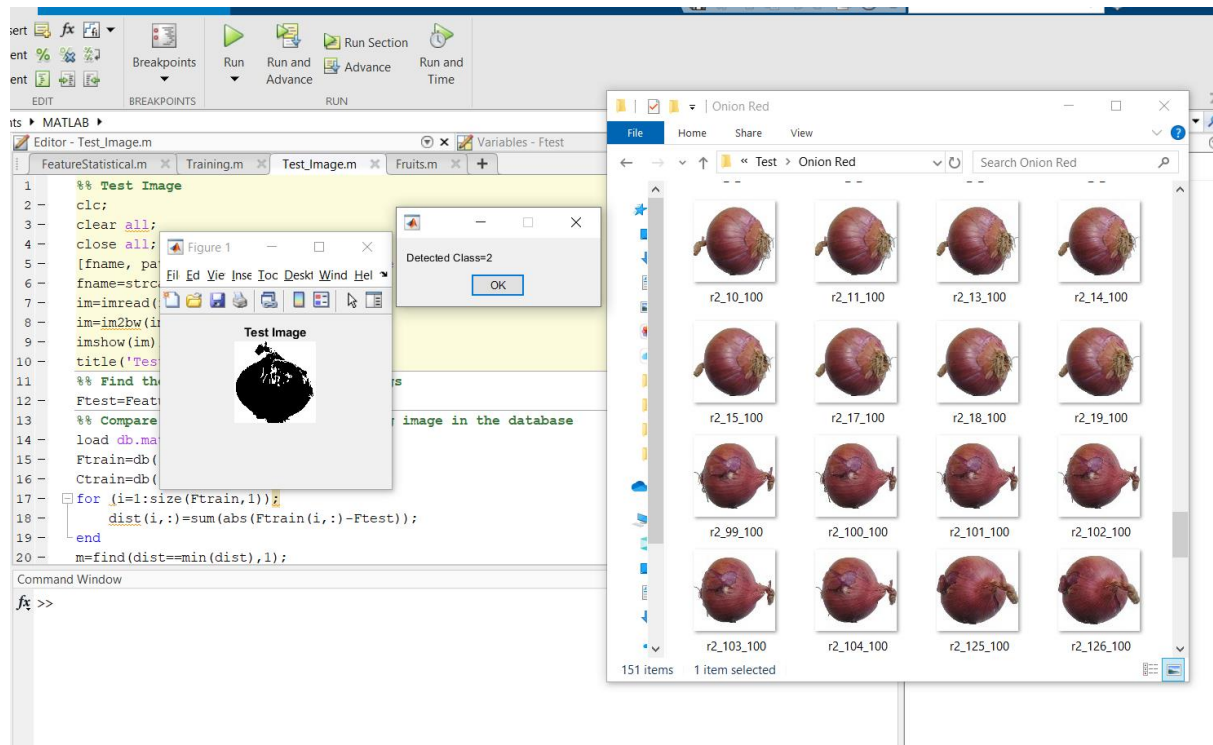 sert fx
ent %
ent
Breakpoints
Run
Run and
Advance
Run Section
Advance
Run and
Time
EDIT
BREAKPOINTS
RUN
nts MATLAB
Editor - Test_Image.m
Variables - Ftest
FeatureStatistical.m
Training.m
Test_Image.m
Fruits.m
+
1 %% Test Image
2 - clc;
3 - clear all;
4 - close all;
5 - [fname, pa
6 - fname=strc
7 - im=imread(
8 - im=im2bw(i
9 - imshow(im)
10 - title('Tes
11 %% Find the
12 - Ftest=Feat
13 %% Compare image in the database
14 - load db.ma
15 - Ftrain=db(
16 - Ctrain=db(
17 - for (i=1:size(Ftrain,1));
18 - dist(i,:)=sum(abs(Ftrain(i,:)-Ftest));
19 - end
20 - m=find(dist==min(dist),1);
Command Window
fx >>
Figure 1
Fil Ed Vie Inse Toc Deskt Wind Hel
Test Image
Detected Class=2
OK
Onion Red
File Home Share View
« Test > Onion Red
Search Onion Red
r2_10_100 r2_11_100 r2_13_100 r2_14_100
r2_15_100 r2_17_100 r2_18_100 r2_19_100
r2_99_100 r2_100_100 r2_101_100 r2_102_100
r2_103_100 r2_104_100 r2_125_100 r2_126_100
151 items 1 item selected